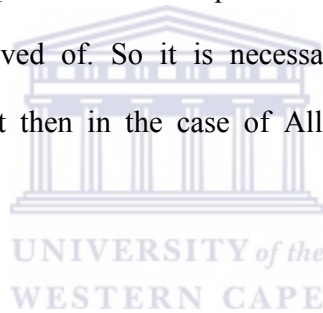 ved of. So it is necessa
t then in the case of All
UNIVERSITY of the
WESTERN CAPE